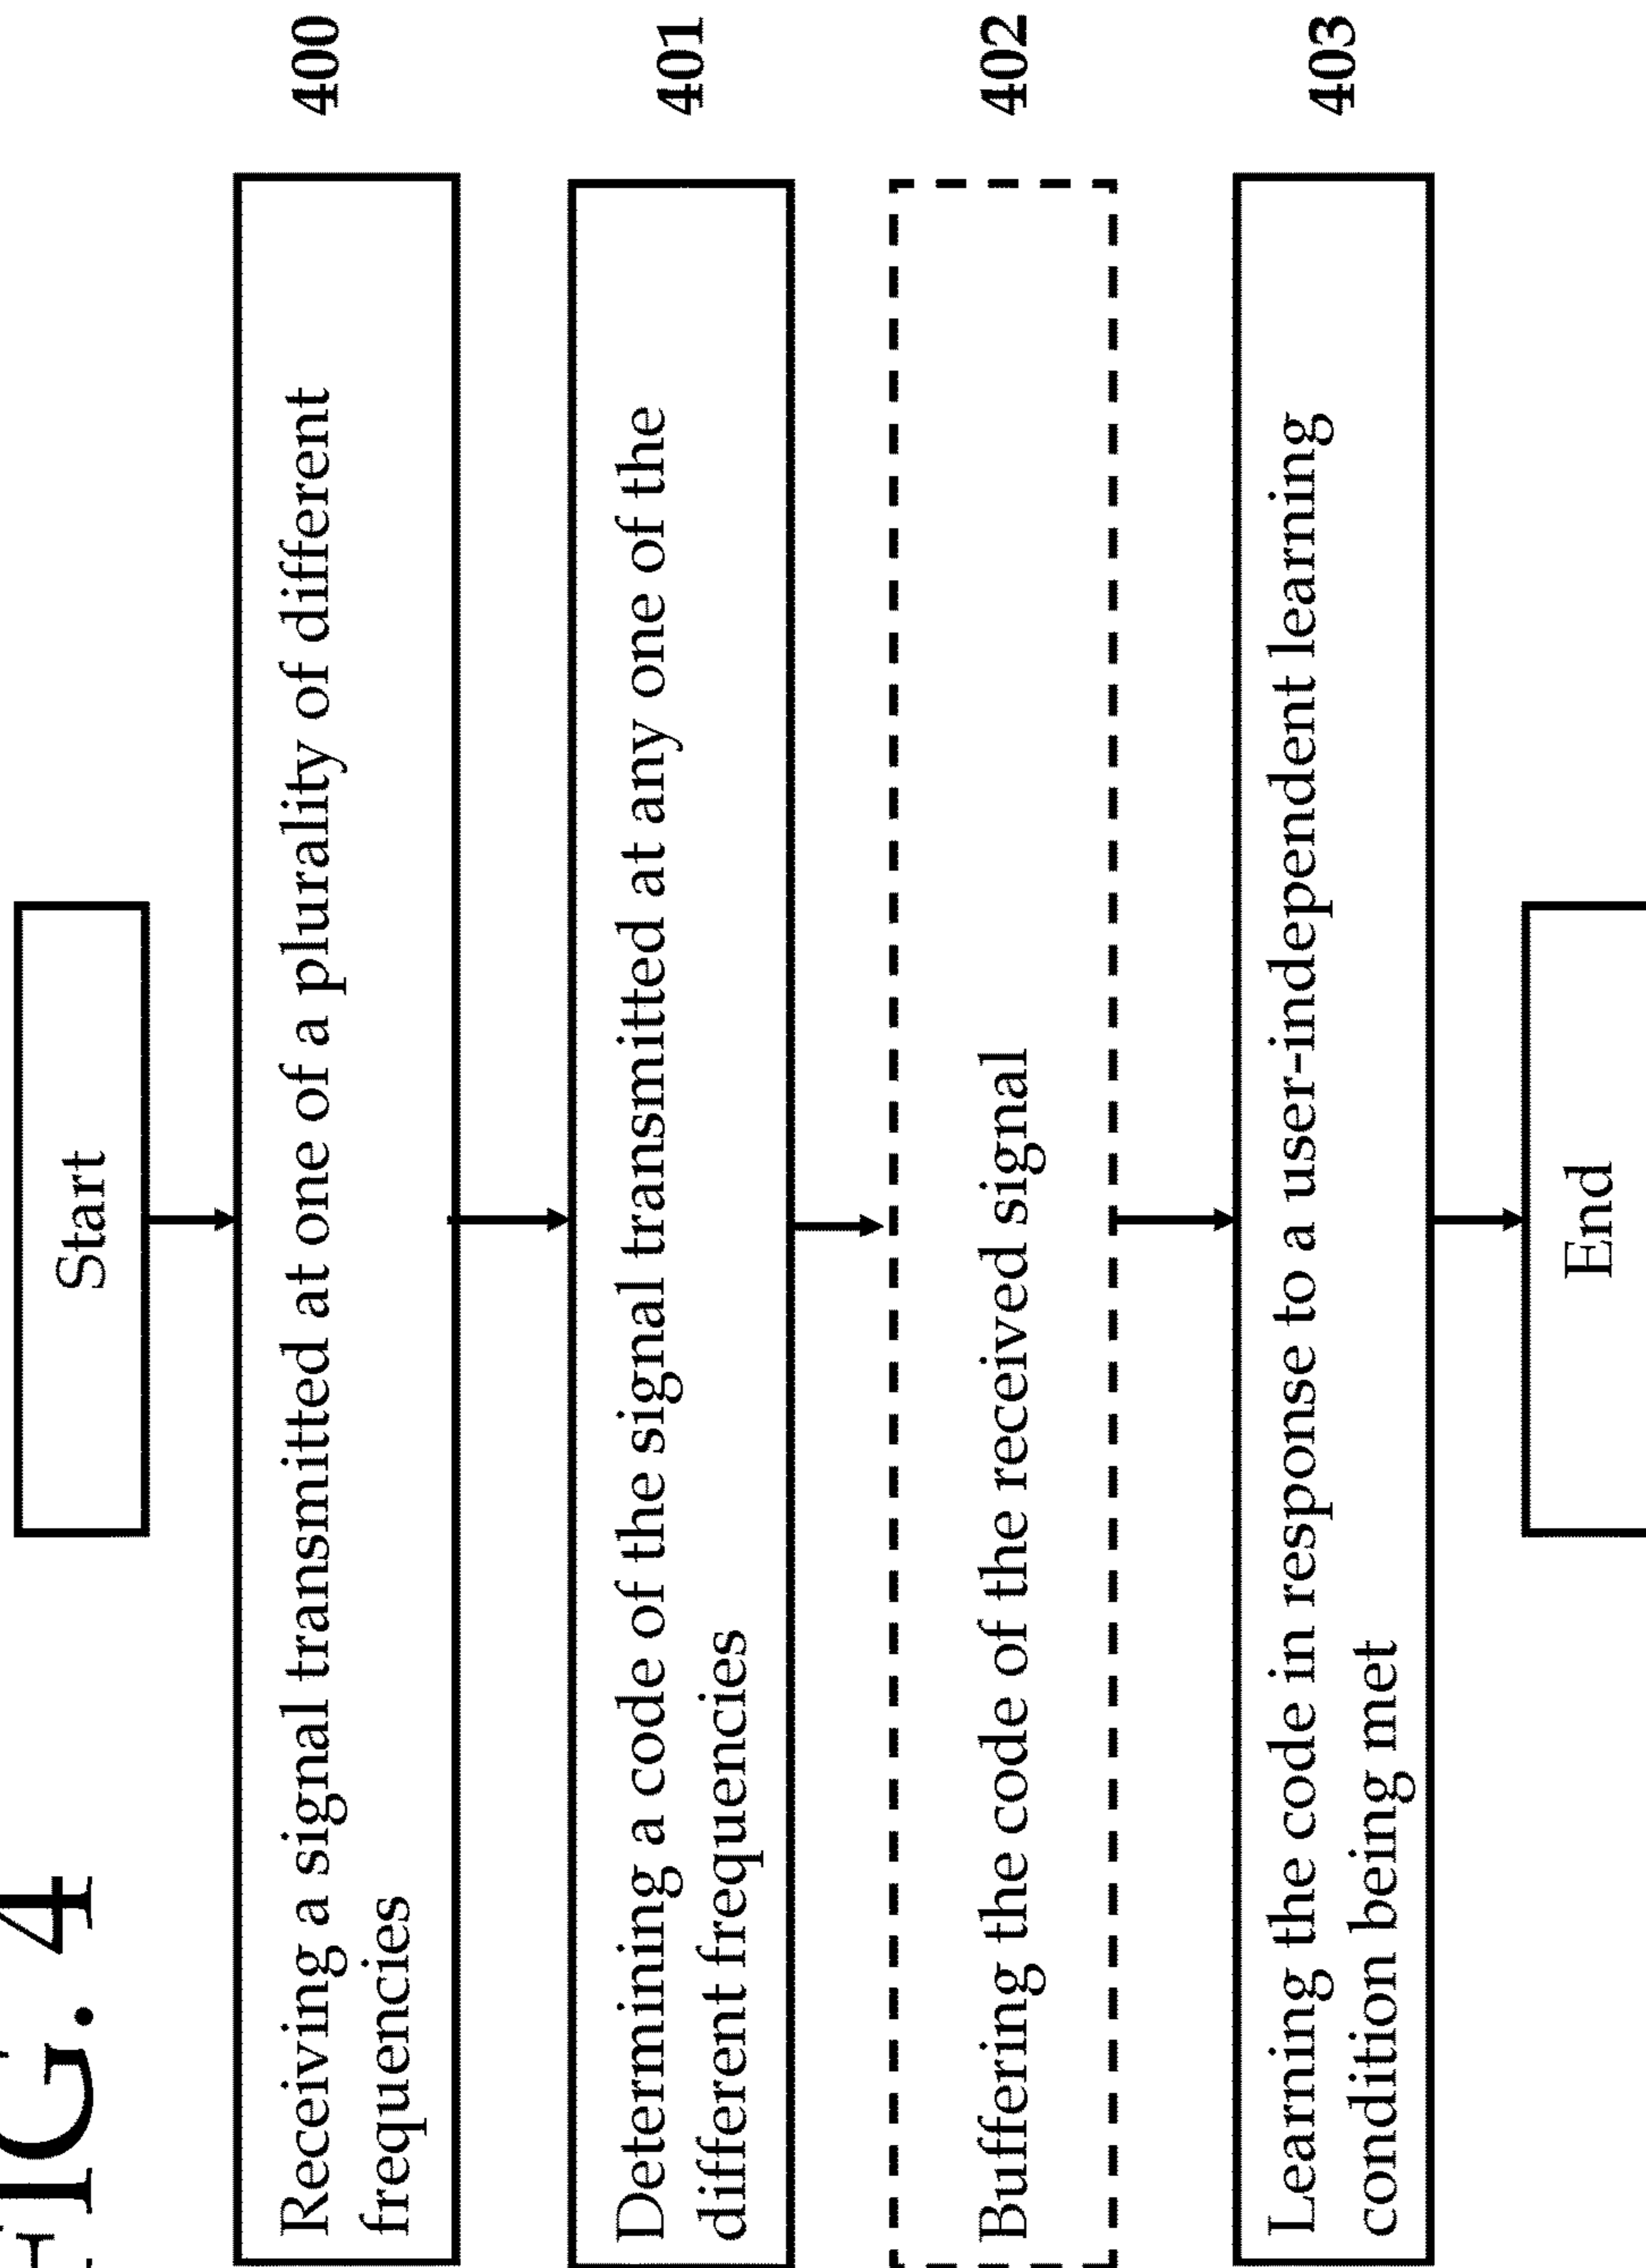 FIG. 4
Start
Receiving a signal transmitted at one of a plurality of different
frequencies
400
Determining a code of the signal transmitted at any one of the
different frequencies
401
Buffering the code of the received signal
402
Learning the code in response to a user-independent learning
condition being met
403
End